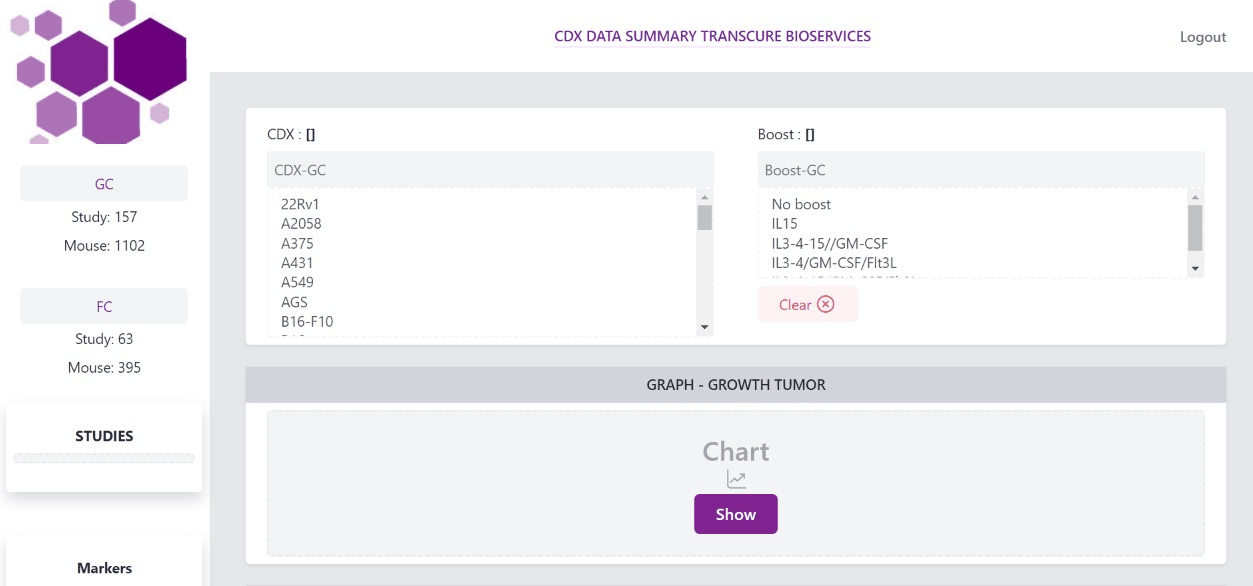 CDX DATA SUMMARY TRANSCURE BIOSERVICES
Logout
GC
Study: 157
Mouse: 1102
FC
Study: 63
Mouse: 395
STUDIES
Markers
CDX : []
CDX-GC
22Rv1
A2058
A375
A431
A549
AGS
B16-F10
Boost : []
Boost-GC
No boost
IL15
IL3-4-15//GM-CSF
IL3-4/GM-CSF/Flt3L
Clear
GRAPH - GROWTH TUMOR
Chart
Show